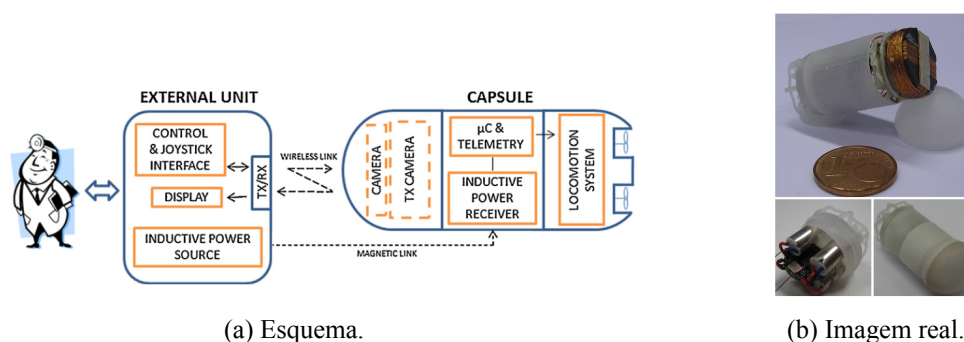 EXTERNAL UNIT
CONTROL
& JOYSTICK
INTERFACE
DISPLAY
TX/RX
INDUCTIVE POWER
SOURCE
WIRELESS LINK
MAGNETIC LINK
CAPSULE
CAMERA
TX CAMERA
µC &
TELEMETRY
INDUCTIVE
POWER
RECEIVER
LOCOMOTION
SYSTEM
1
(a) Esquema.
(b) Imagem real.